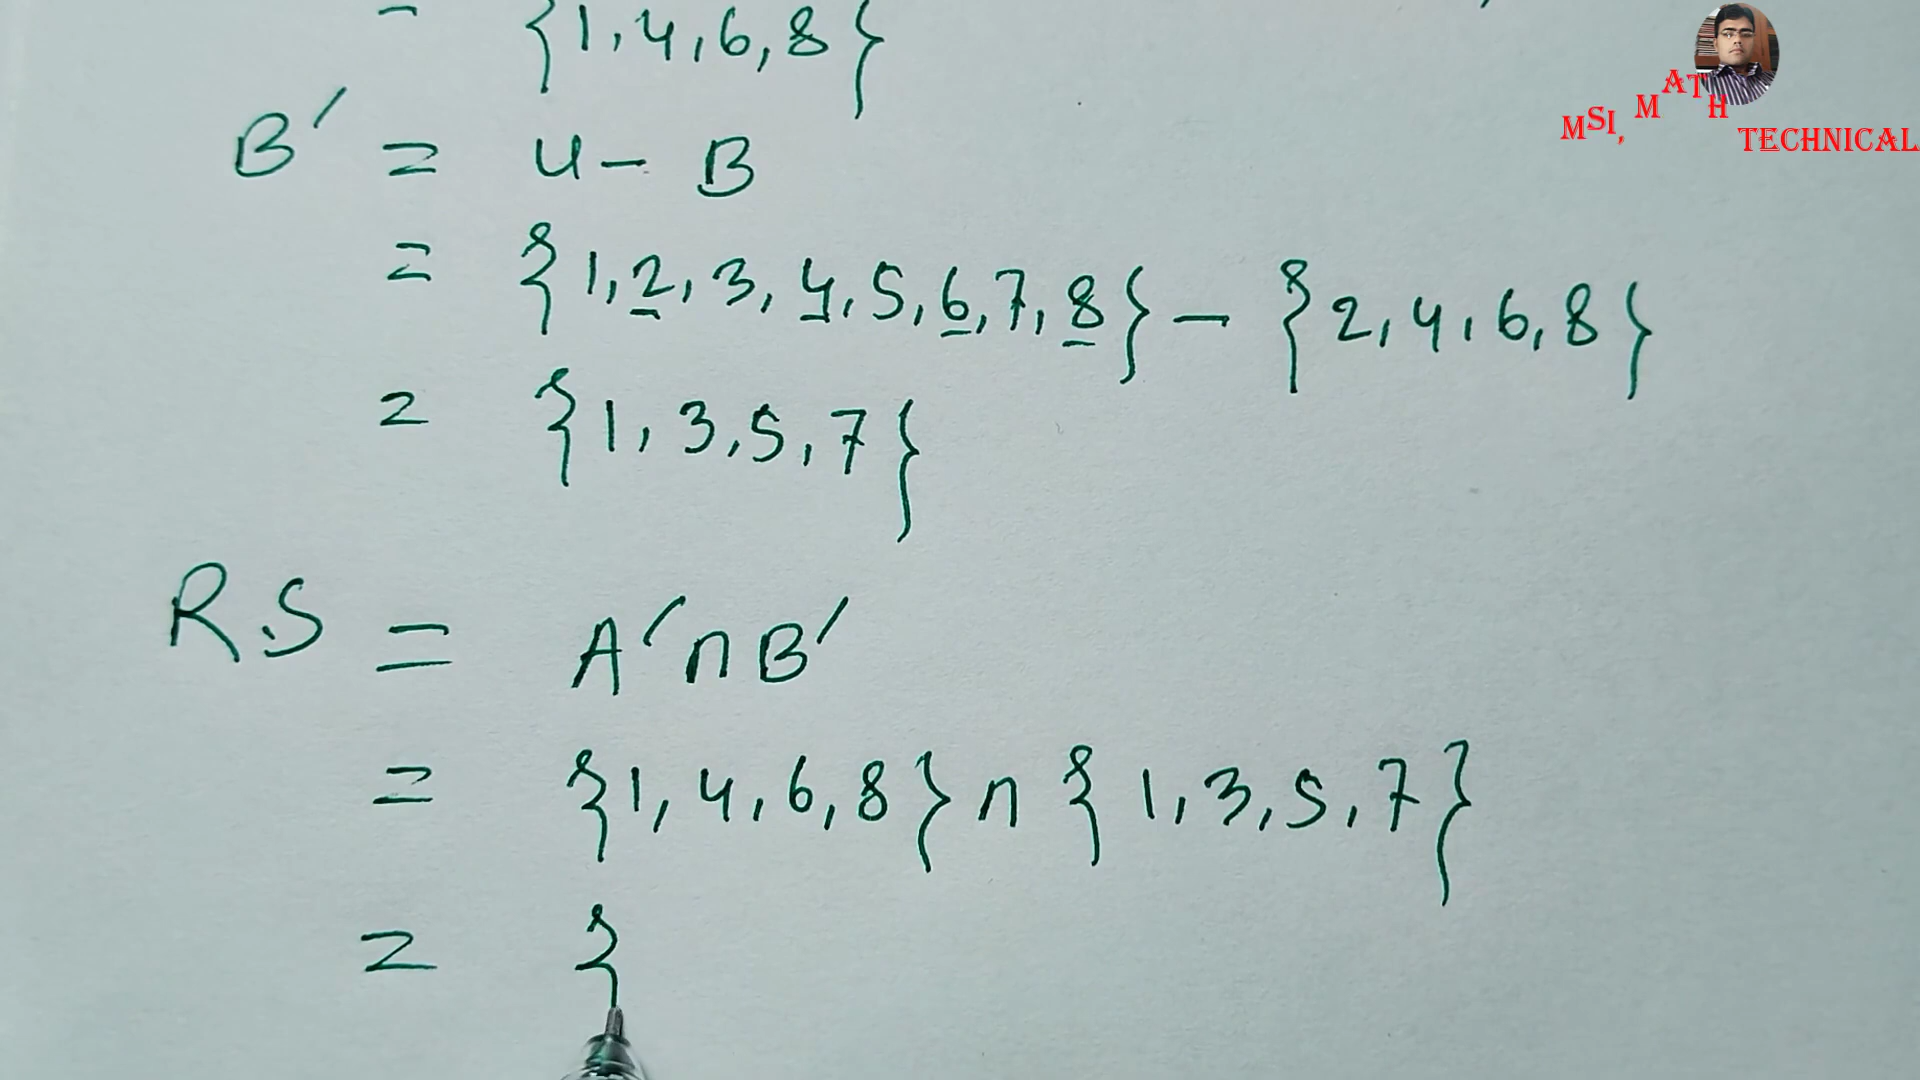 = {1,4,6,8}
B′ = U - B
= {1,2,3,4,5,6,7,8} - {2,4,6,8}
= {1,3,5,7}
R.S = A′∩B′
= {1,4,6,8} ∩ {1,3,5,7}
= {
MSI, MATH
TECHNICAL